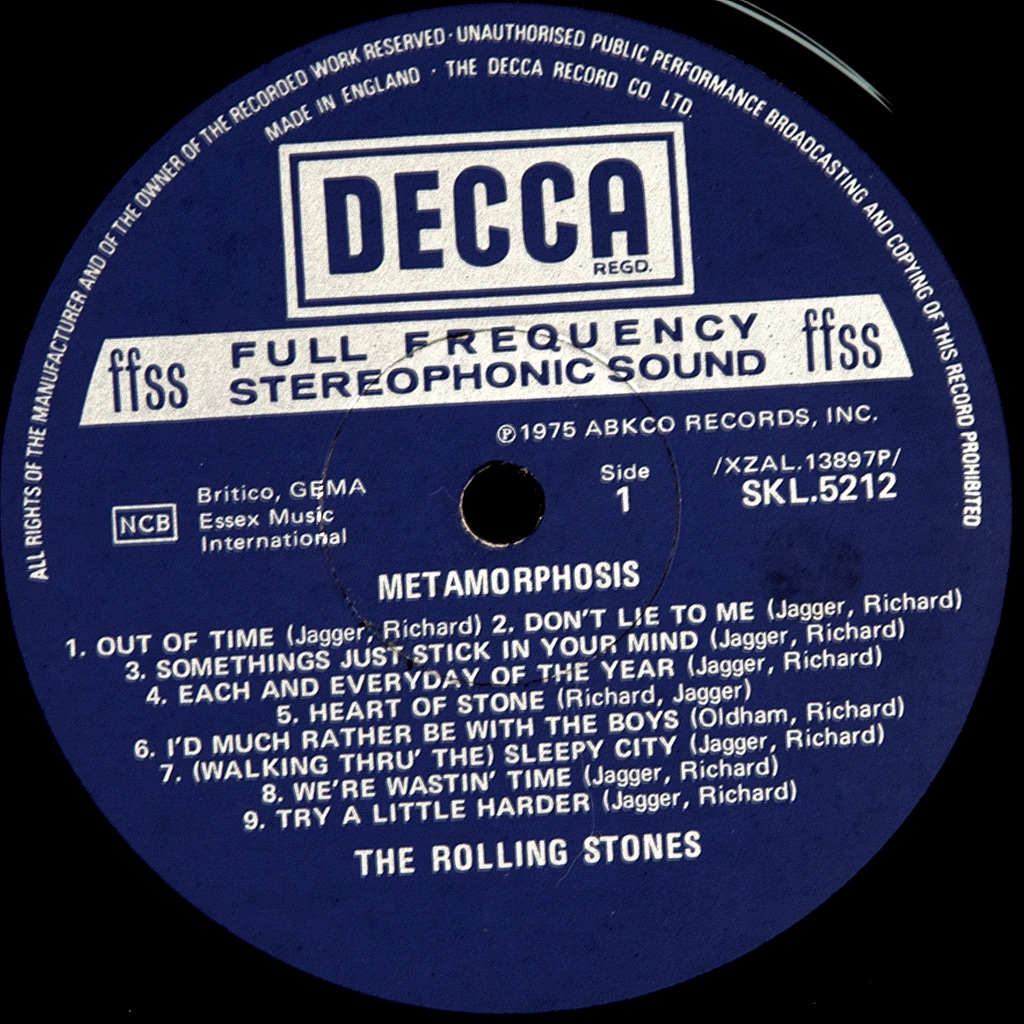 ALL RIGHTS OF THE MANUFACTURER AND OF THE OWNER OF THE RECORDED WORK RESERVED · UNAUTHORISED PUBLIC PERFORMANCE BROADCASTING AND COPYING OF THIS RECORD PROHIBITED
MADE IN ENGLAND · THE DECCA RECORD CO. LTD.
DECCA
REGD.
ffss FULL FREQUENCY ffss
STEREOPHONIC SOUND
℗1975 ABKCO RECORDS, INC.
NCB
Britico, GEMA
Essex Music
International
Side
1
/XZAL.13897P/
SKL.5212
METAMORPHOSIS
1. OUT OF TIME (Jagger, Richard) 2. DON'T LIE TO ME (Jagger, Richard)
3. SOMETHINGS JUST STICK IN YOUR MIND (Jagger, Richard)
4. EACH AND EVERYDAY OF THE YEAR (Jagger, Richard)
5. HEART OF STONE (Richard, Jagger)
6. I'D MUCH RATHER BE WITH THE BOYS (Oldham, Richard)
7. (WALKING THRU' THE) SLEEPY CITY (Jagger, Richard)
8. WE'RE WASTIN' TIME (Jagger, Richard)
9. TRY A LITTLE HARDER (Jagger, Richard)
THE ROLLING STONES